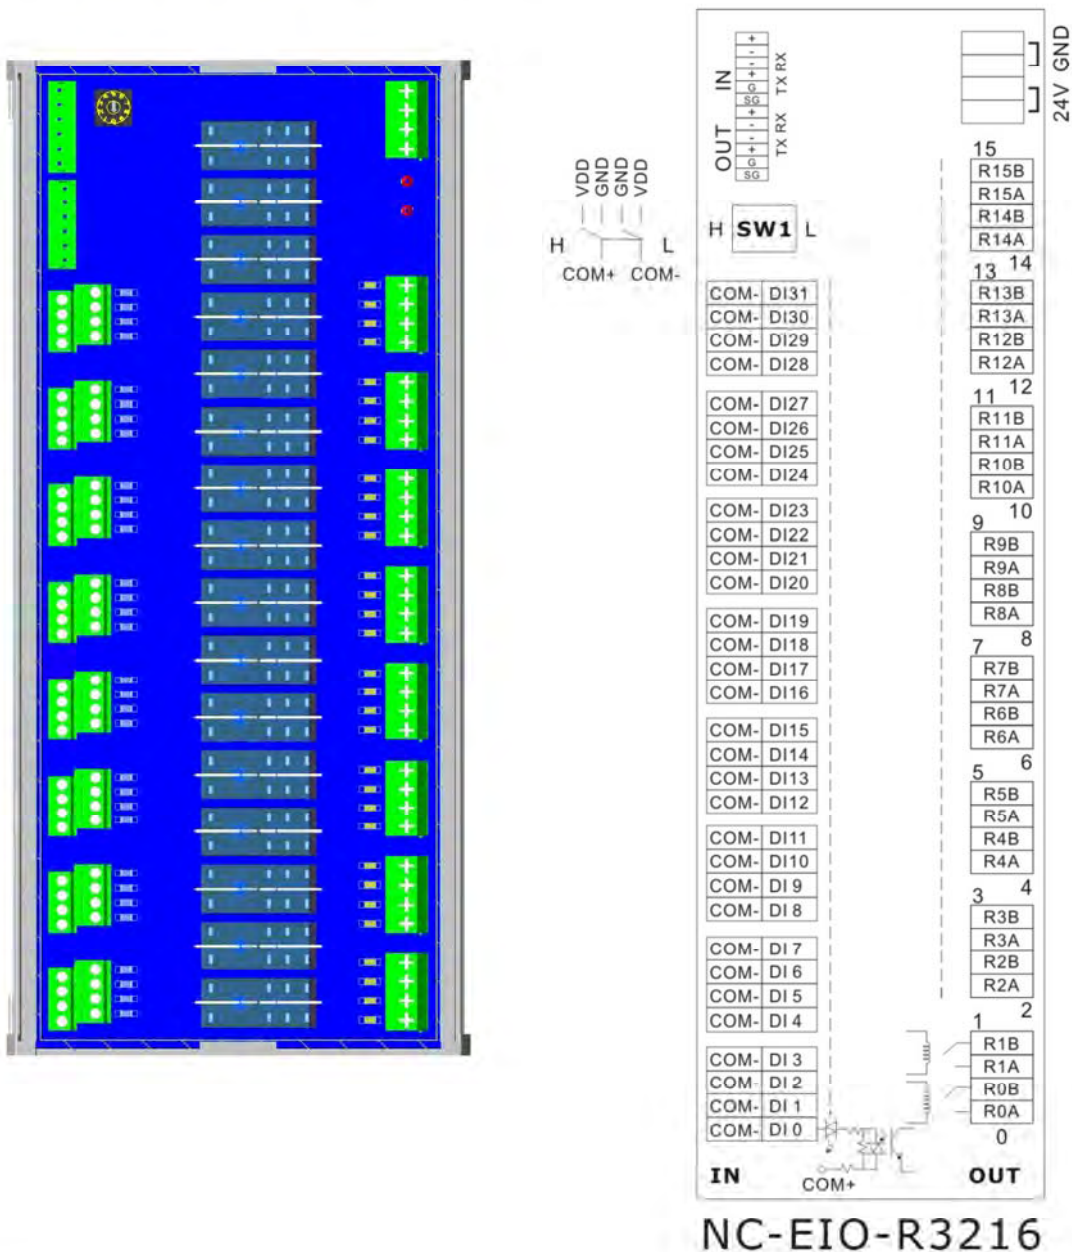 +
-
-
+
G
SG
+
-
-
+
G
SG
IN
TX RX
OUT
TX RX
24V GND
VDD
GND
GND
VDD
H
L
COM+ COM-
H SW1 L
COM- DI31
COM- DI30
COM- DI29
COM- DI28
COM- DI27
COM- DI26
COM- DI25
COM- DI24
COM- DI23
COM- DI22
COM- DI21
COM- DI20
COM- DI19
COM- DI18
COM- DI17
COM- DI16
COM- DI15
COM- DI14
COM- DI13
COM- DI12
COM- DI11
COM- DI10
COM- DI 9
COM- DI 8
COM- DI 7
COM- DI 6
COM- DI 5
COM- DI 4
COM- DI 3
COM- DI 2
COM- DI 1
COM- DI 0
COM+
IN
15
R15B
R15A
R14B
R14A
14
13
R13B
R13A
R12B
R12A
12
11
R11B
R11A
R10B
R10A
10
9
R9B
R9A
R8B
R8A
8
7
R7B
R7A
R6B
R6A
6
5
R5B
R5A
R4B
R4A
4
3
R3B
R3A
R2B
R2A
2
1
R1B
R1A
R0B
R0A
0
OUT
NC-EIO-R3216